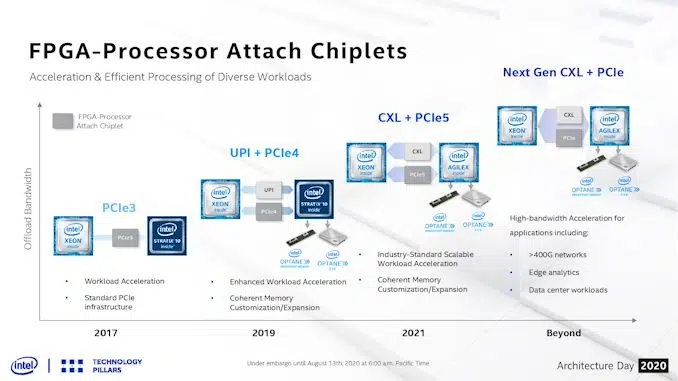 FPGA-Processor Attach Chiplets
Acceleration & Efficient Processing of Diverse Workloads
Offload Bandwidth
FPGA-Processor
Attach Chiplet
PCIe3
intel
XEON
inside
PCIe3
intel
STRATIX 10
inside
• Workload Acceleration
• Standard PCIe
infrastructure
2017
UPI + PCIe4
intel
XEON
inside
UPI
PCIe4
intel
STRATIX 10
inside
OPTANE
OPTANE
• Enhanced Workload Acceleration
• Coherent Memory
Customization/Expansion
2019
CXL + PCIe5
intel
XEON
inside
CXL
PCIe5
intel
AGILEX
inside
OPTANE
OPTANE
• Industry-Standard Scalable
Workload Acceleration
• Coherent Memory
Customization/Expansion
2021
Next Gen CXL + PCIe
intel
XEON
inside
CXL
PCIe
intel
AGILEX
inside
OPTANE
OPTANE
High-bandwidth Acceleration for
applications including:
• >400G networks
• Edge analytics
• Data center workloads
Beyond
intel
TECHNOLOGY
PILLARS
Under embargo until August 13th, 2020 at 6:00 a.m. Pacific Time
Architecture Day 2020